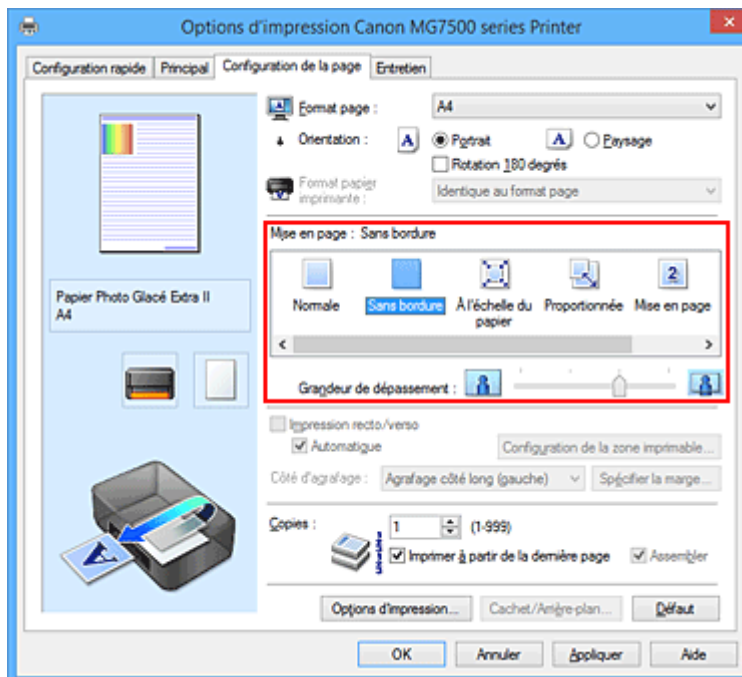 Options d'impression Canon MG7500 series Printer
Configuration rapide Principal Configuration de la page Entretien
Format page : A4
Orientation : A Portrait A Paysage
Rotation 180 degrés
Format papier imprimante : Identique au format page
Mise en page : Sans bordure
Normale Sans bordure À l'échelle du papier Proportionnée 2 Mise en page
Papier Photo Glacé Extra II
A4
Grandeur de dépassement :
Impression recto/verso
Automatique Configuration de la zone imprimable...
Côté d'agrafage : Agrafage côté long (gauche) Spécifier la marge...
Copies : 1 (1-999)
Imprimer à partir de la dernière page Assembler
Options d'impression... Cachet/Arrière-plan... Défaut
OK Annuler Appliquer Aide